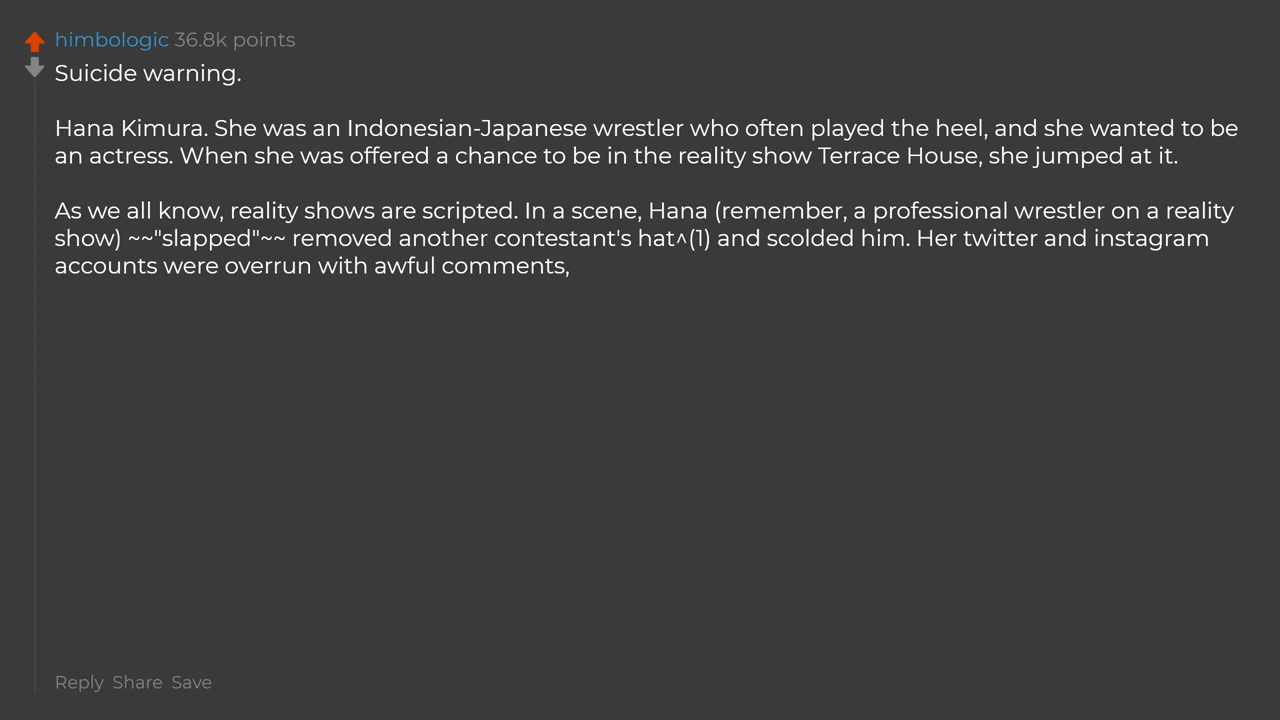 himbologic 36.8k points
Suicide warning.
Hana Kimura. She was an Indonesian-Japanese wrestler who often played the heel, and she wanted to be
an actress. When she was offered a chance to be in the reality show Terrace House, she jumped at it.
As we all know, reality shows are scripted. In a scene, Hana (remember, a professional wrestler on a reality
show) ~~"slapped"~~ removed another contestant's hat^(1) and scolded him. Her twitter and instagram
accounts were overrun with awful comments,
Reply Share Save